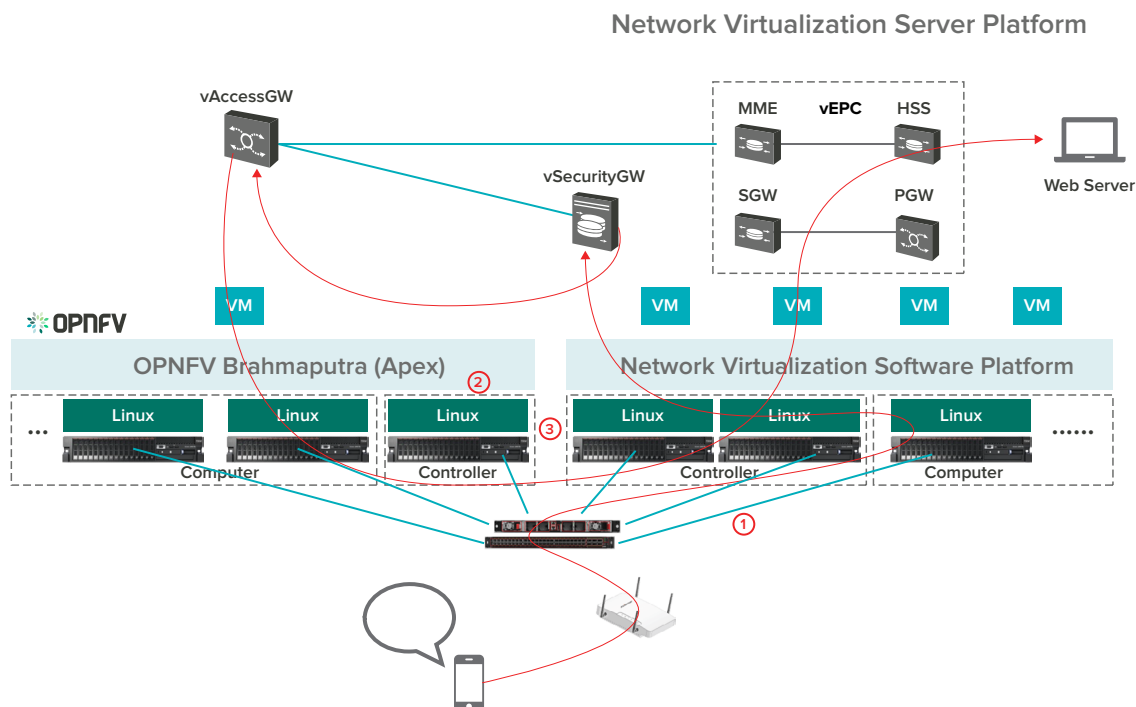 Network Virtualization Server Platform
vAccessGW
MME
vEPC
HSS
vSecurityGW
Web Server
SGW
PGW
VM
VM
VM
VM
VM
OPNFV
OPNFV Brahmaputra (Apex)
Network Virtualization Software Platform
2
...
Linux
Linux
Linux
3
Linux
Linux
Linux
......
Computer
Controller
Controller
Computer
1